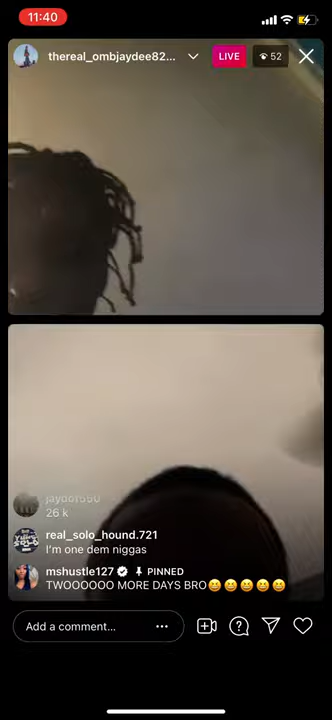 11:40
thereal_ombjaydee82...
LIVE
52
jaydot550
26 k
real_solo_hound.721
I'm one dem niggas
mshustle127 PINNED
TWOOOOOO MORE DAYS BRO😆😆😆😆😆
Add a comment...